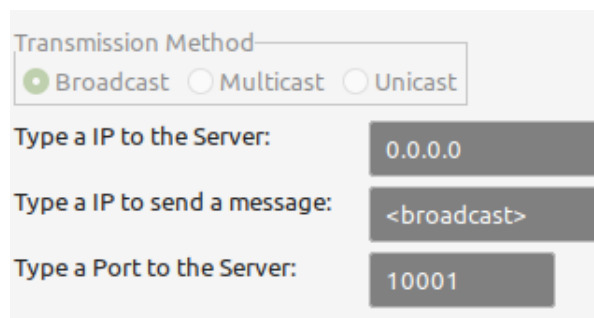 Transmission Method
Broadcast Multicast Unicast
Type a IP to the Server: 0.0.0.0
Type a IP to send a message: <broadcast>
Type a Port to the Server: 10001